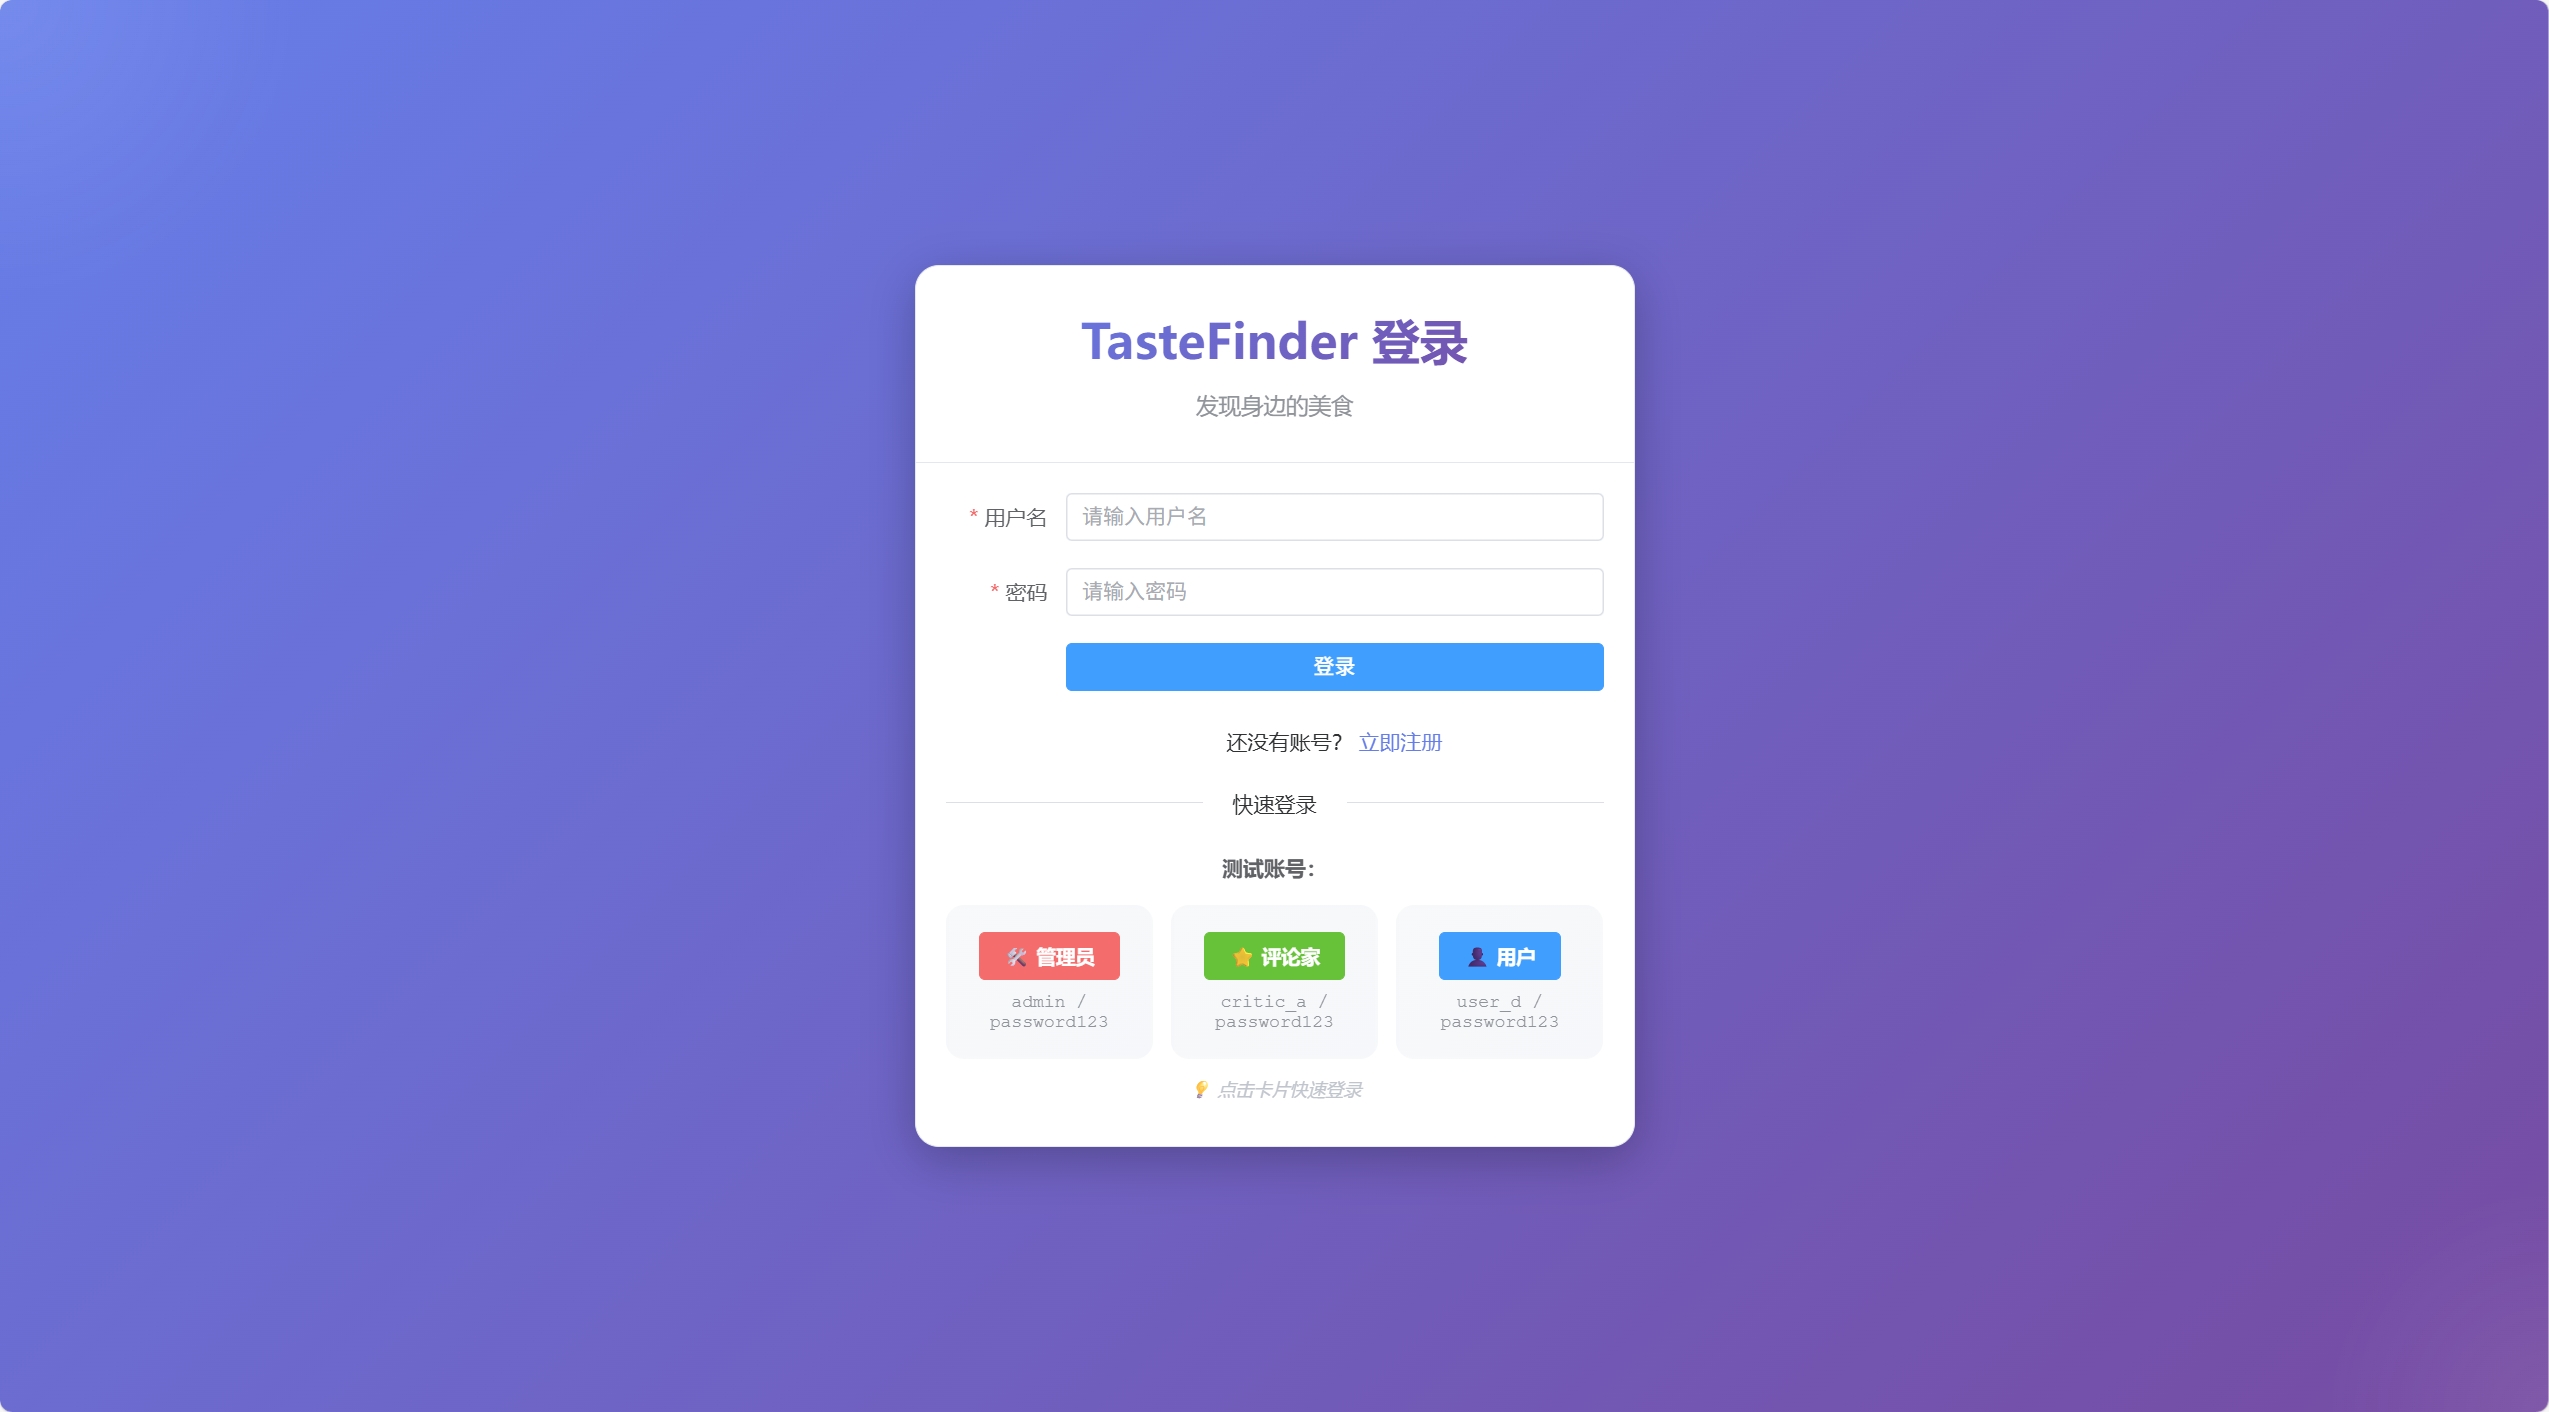 TasteFinder 登录
发现身边的美食
* 用户名
请输入用户名
* 密码
请输入密码
登录
还没有账号？ 立即注册
快速登录
测试账号：
🛠️ 管理员
admin /
password123
⭐ 评论家
critic_a /
password123
👤 用户
user_d /
password123
💡 点击卡片快速登录